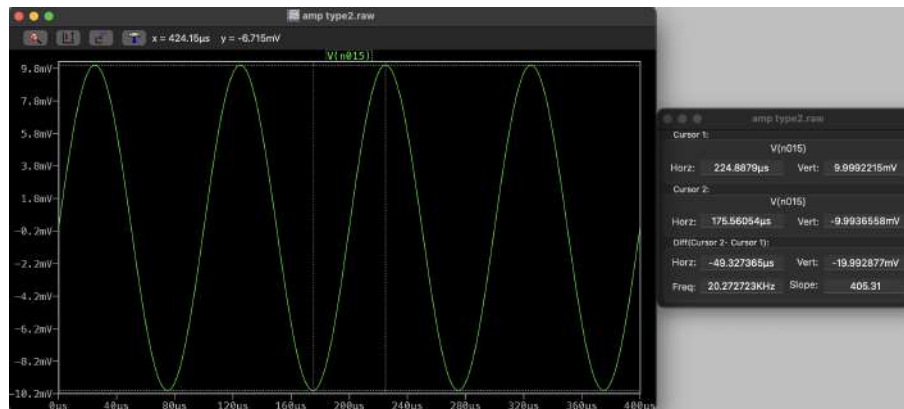 amp type2.raw
x = 424.15µs y = -6.715mV
V(n015)
9.8mV
7.8mV
5.8mV
3.8mV
1.8mV
-0.2mV
-2.2mV
-4.2mV
-6.2mV
-8.2mV
-10.2mV
0µs 40µs 80µs 120µs 160µs 200µs 240µs 280µs 320µs 360µs 400µs
amp type2.raw
Cursor 1:
V(n015)
Horz: 224.8879µs Vert: 9.9992215mV
Cursor 2:
V(n015)
Horz: 175.56054µs Vert: -9.9936558mV
Diff(Cursor 2- Cursor 1):
Horz: -49.327365µs Vert: -19.992877mV
Freq: 20.272723KHz Slope: 405.31